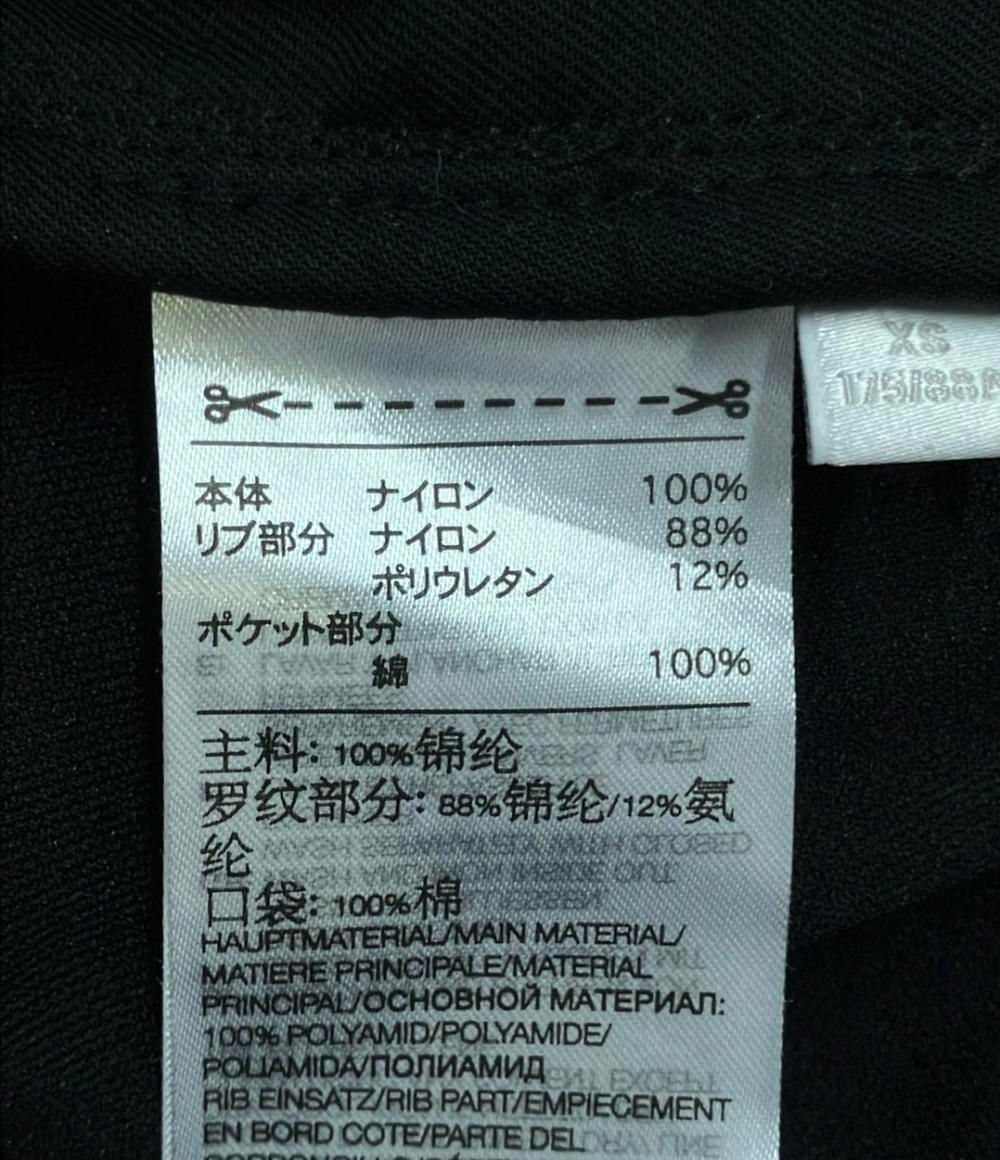 XS
175/88A
本体 ナイロン 100%
リブ部分 ナイロン 88%
ポリウレタン 12%
ポケット部分
綿 100%
主料: 100%锦纶
罗纹部分: 88%锦纶/12%氨
纶
口袋: 100%棉
HAUPTMATERIAL/MAIN MATERIAL/
MATIERE PRINCIPALE/MATERIAL
PRINCIPAL/ОСНОВНОЙ МАТЕРИАЛ:
100% POLYAMID/POLYAMIDE/
POLIAMIDA/ПОЛИАМИД
RIB EINSATZ/RIB PART/EMPIECEMENT
EN BORD COTE/PARTE DEL